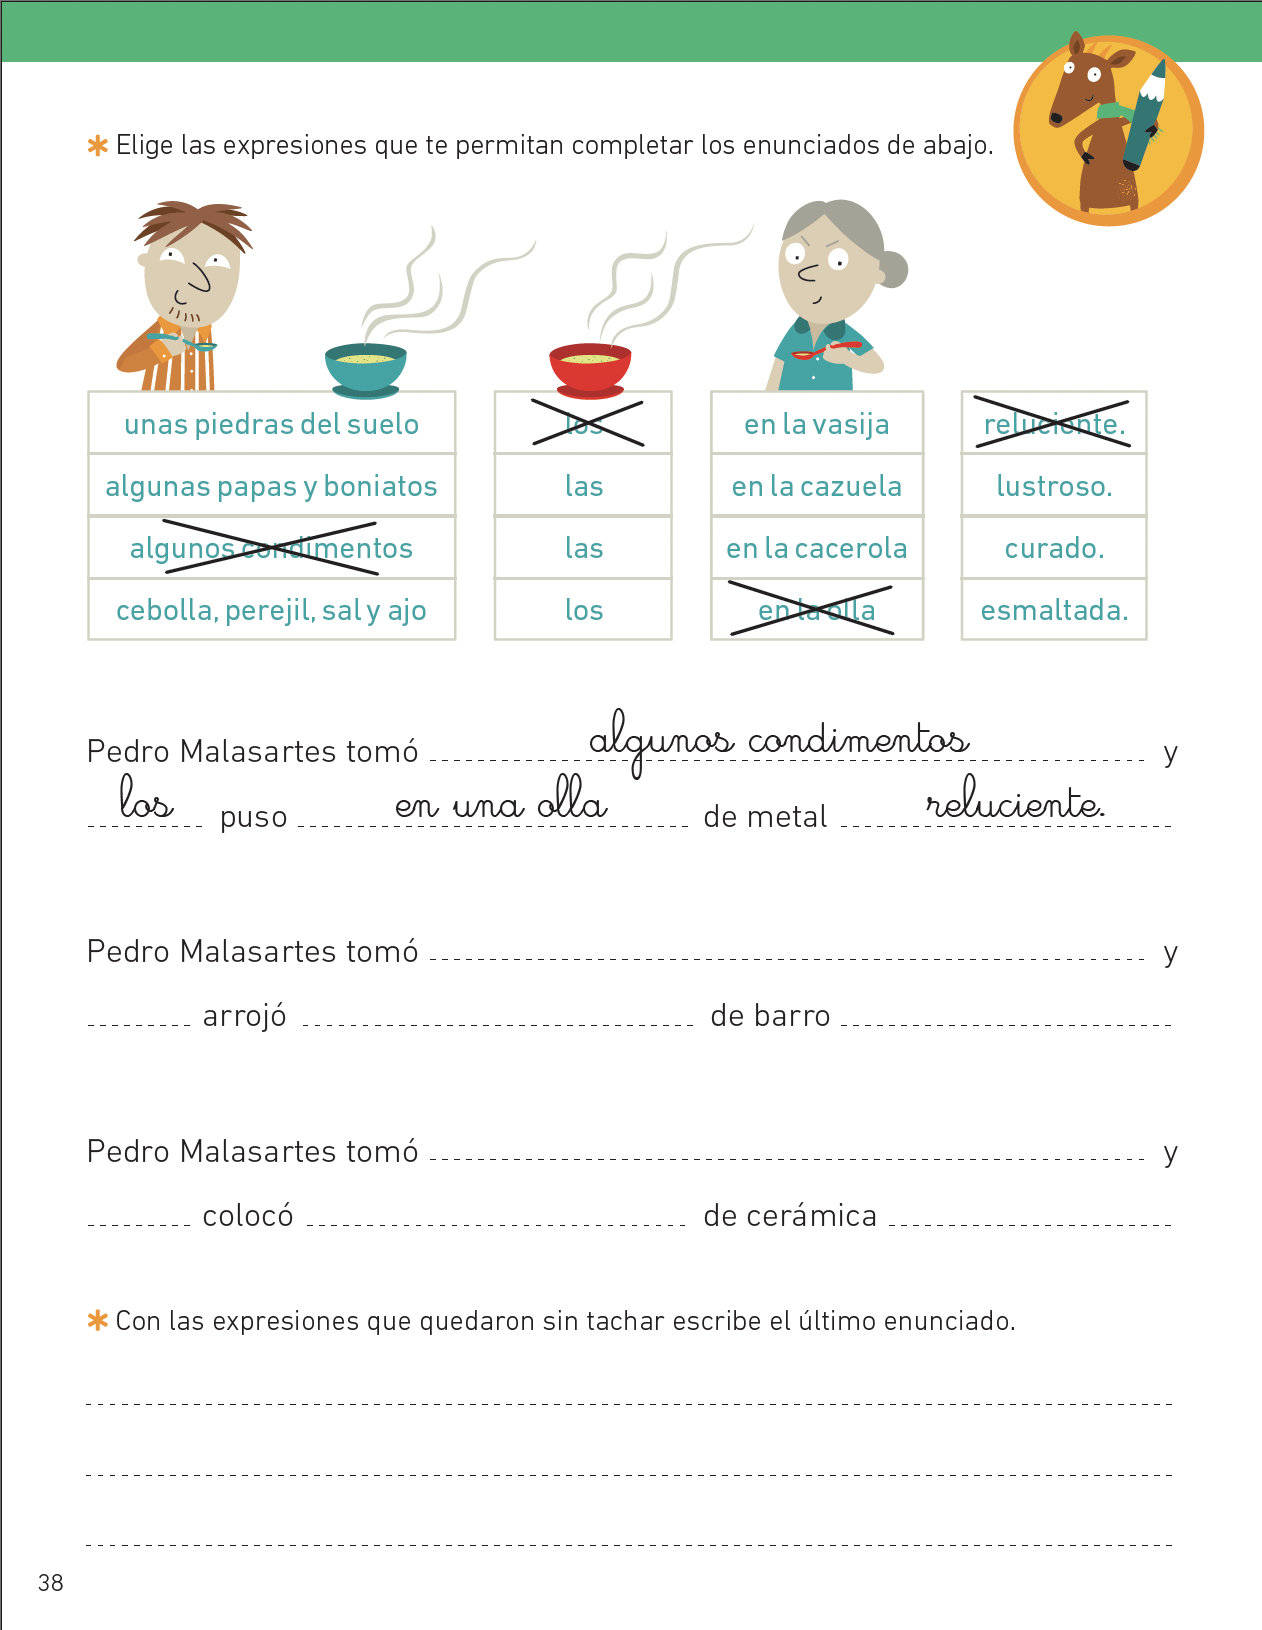 Elige las expresiones que te permitan completar los enunciados de abajo.
unas piedras del suelo los en la vasija reluciente.
algunas papas y boniatos las en la cazuela lustroso.
algunos condimentos las en la cacerola curado.
cebolla, perejil, sal y ajo los en la olla esmaltada.
Pedro Malasartes tomó algunos condimentos y
los puso en una olla de metal reluciente.
Pedro Malasartes tomó y
arrojó de barro
Pedro Malasartes tomó y
colocó de cerámica
Con las expresiones que quedaron sin tachar escribe el último enunciado.
38